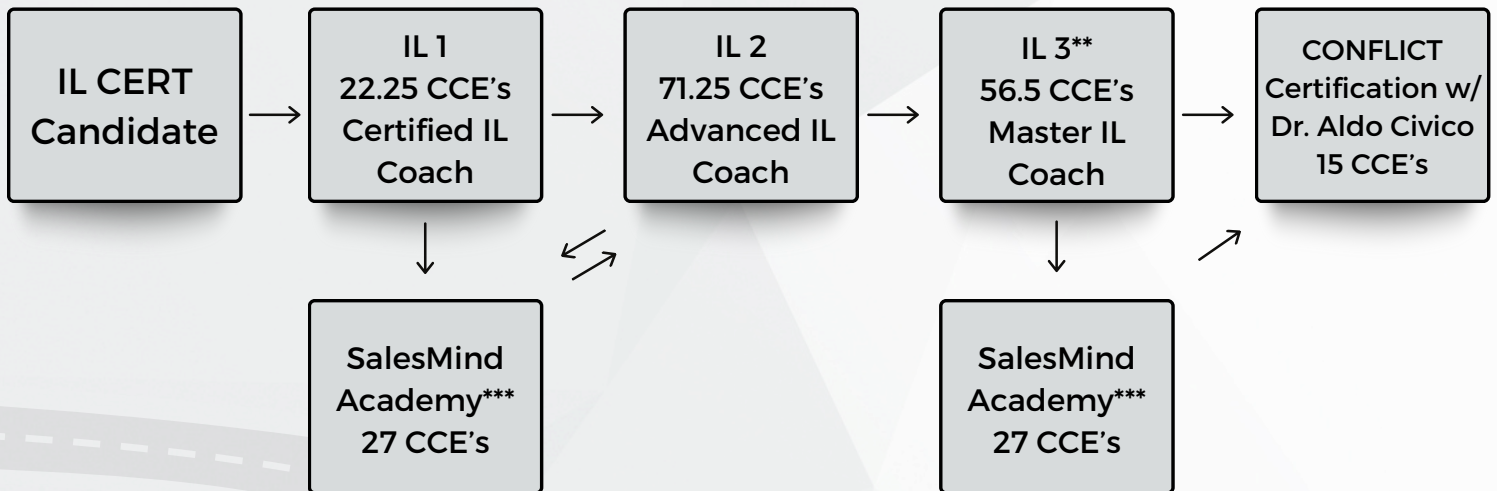 IL CERT
Candidate
IL 1
22.25 CCE’s
Certified IL
Coach
IL 2
71.25 CCE’s
Advanced IL
Coach
IL 3**
56.5 CCE’s
Master IL
Coach
CONFLICT
Certification w/
Dr. Aldo Civico
15 CCE’s
SalesMind
Academy***
27 CCE’s
SalesMind
Academy***
27 CCE’s